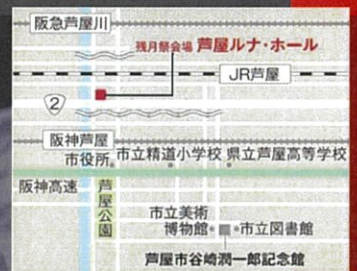 阪急芦屋川
残月祭会場 芦屋ルナ・ホール
JR芦屋
2
阪神芦屋
市役所 市立精道小学校 県立芦屋高等学校
阪神高速
芦屋公園
市立美術
博物館 市立図書館
芦屋市谷崎潤一郎記念館